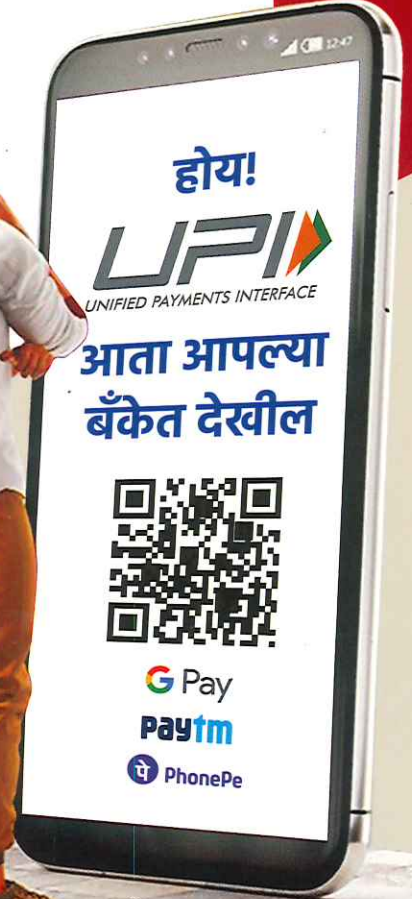 12:47
होय!
UPI
UNIFIED PAYMENTS INTERFACE
आता आपल्या
बँकेत देखील
G Pay
paytm
पे PhonePe